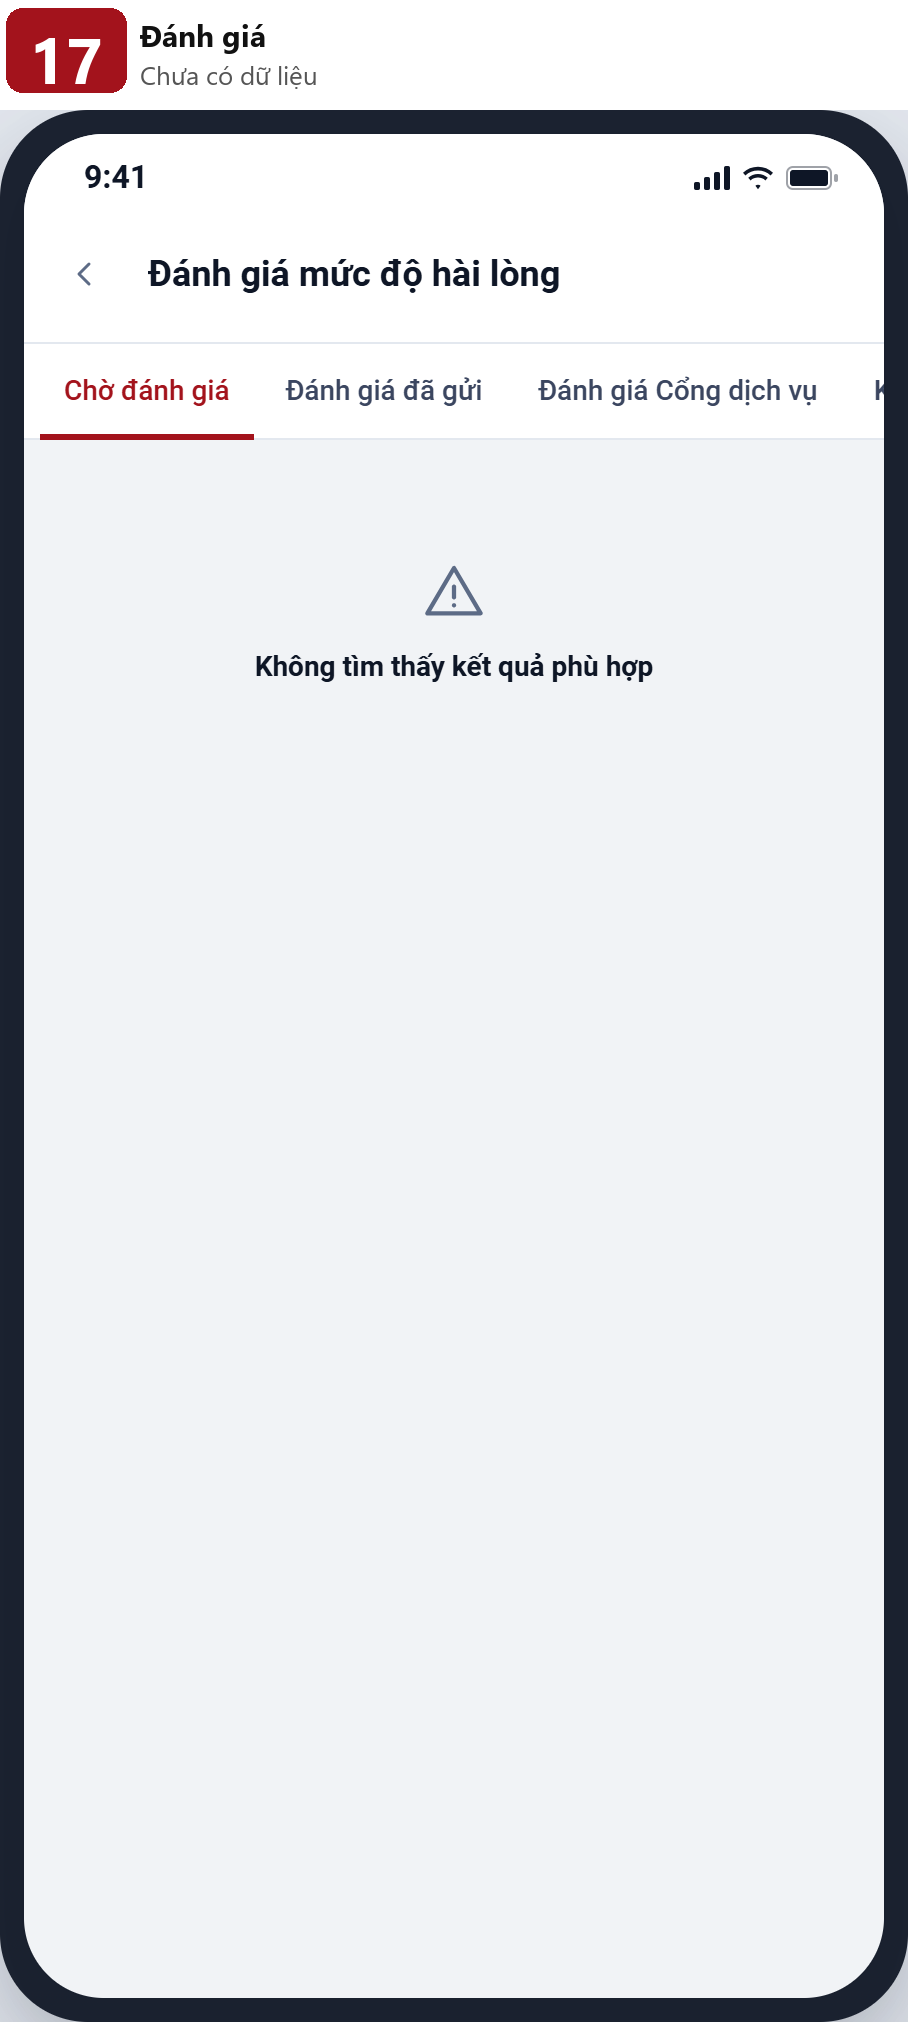 17
Đánh giá
Chưa có dữ liệu
9:41
Đánh giá mức độ hài lòng
Chờ đánh giá
Đánh giá đã gửi
Đánh giá Cổng dịch vụ
Không tìm thấy kết quả phù hợp